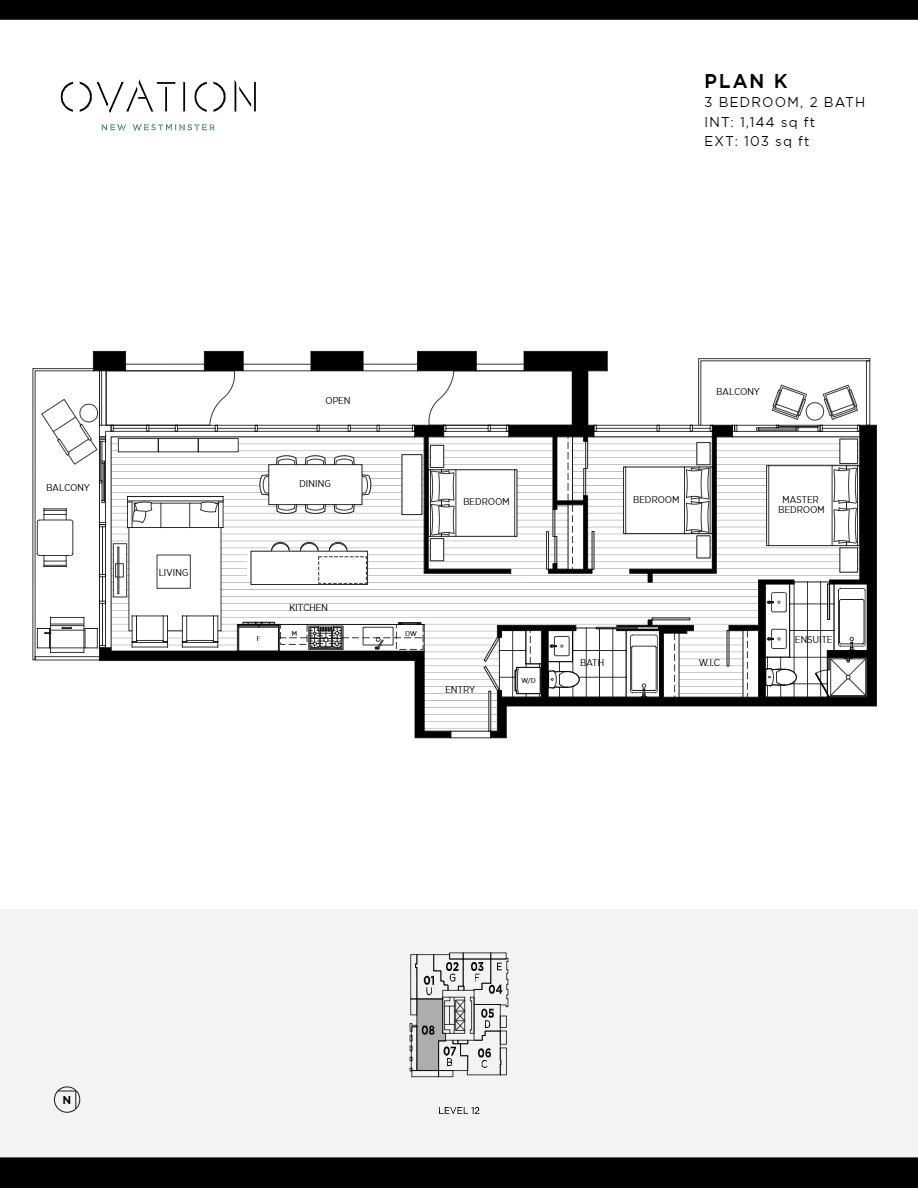 OVATION
NEW WESTMINSTER
PLAN K
3 BEDROOM, 2 BATH
INT: 1,144 sq ft
EXT: 103 sq ft
BALCONY
OPEN
BALCONY
DINING
BEDROOM
BEDROOM
MASTER
BEDROOM
LIVING
KITCHEN
F
M
DW
ENTRY
W/D
BATH
W.I.C
ENSUITE
02
G
03
F
E
01
U
04
05
D
08
07
B
06
C
N
LEVEL 12